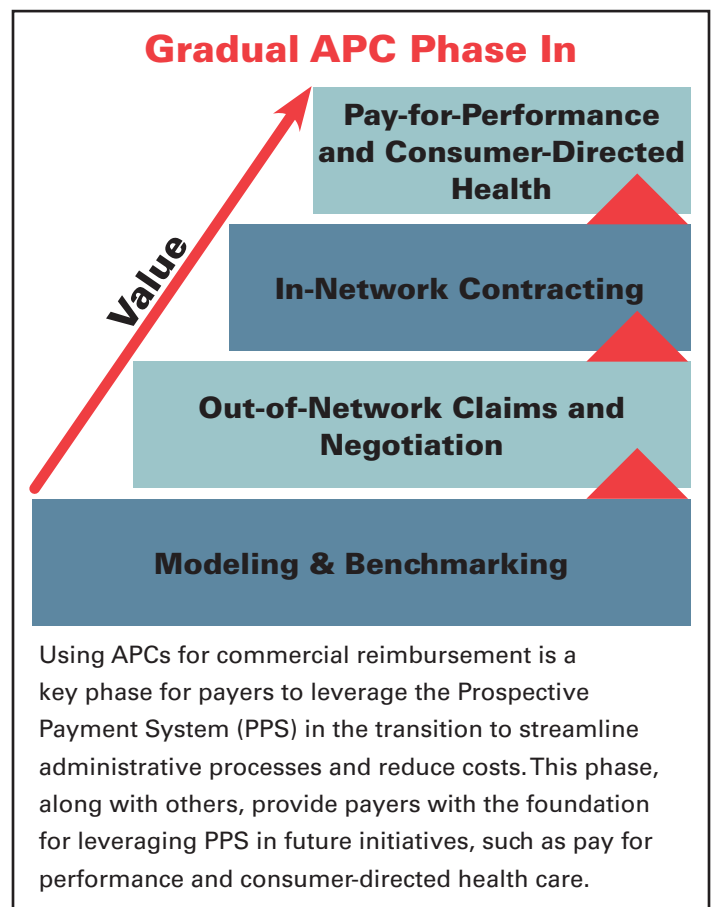 Gradual APC Phase In
Pay-for-Performance
and Consumer-Directed
Health
Value
In-Network Contracting
Out-of-Network Claims and
Negotiation
Modeling & Benchmarking
Using APCs for commercial reimbursement is a
key phase for payers to leverage the Prospective
Payment System (PPS) in the transition to streamline
administrative processes and reduce costs. This phase,
along with others, provide payers with the foundation
for leveraging PPS in future initiatives, such as pay for
performance and consumer-directed health care.